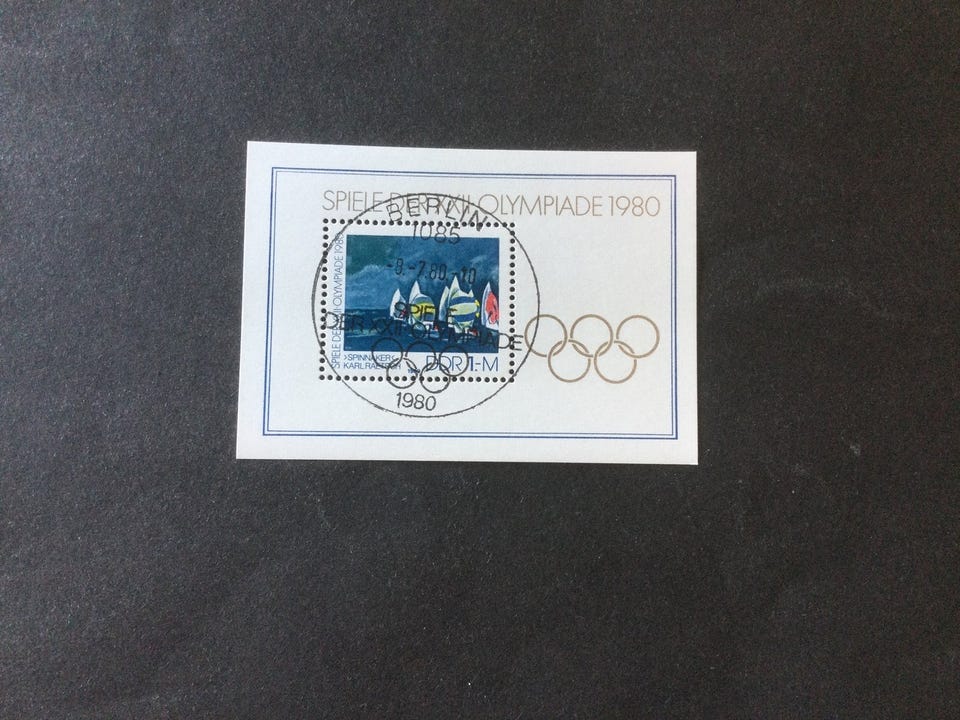 SPIELE DER XXII. OLYMPIADE 1980
BERLIN
1085
-8.-7.80.-10
SPIELE DER XXII. OLYMPIADE 1980
SPIELE
DER XXII. OLYMPIADE
›SPINNAKER‹
KARL RAETSCH
DDR 1,-M
1980